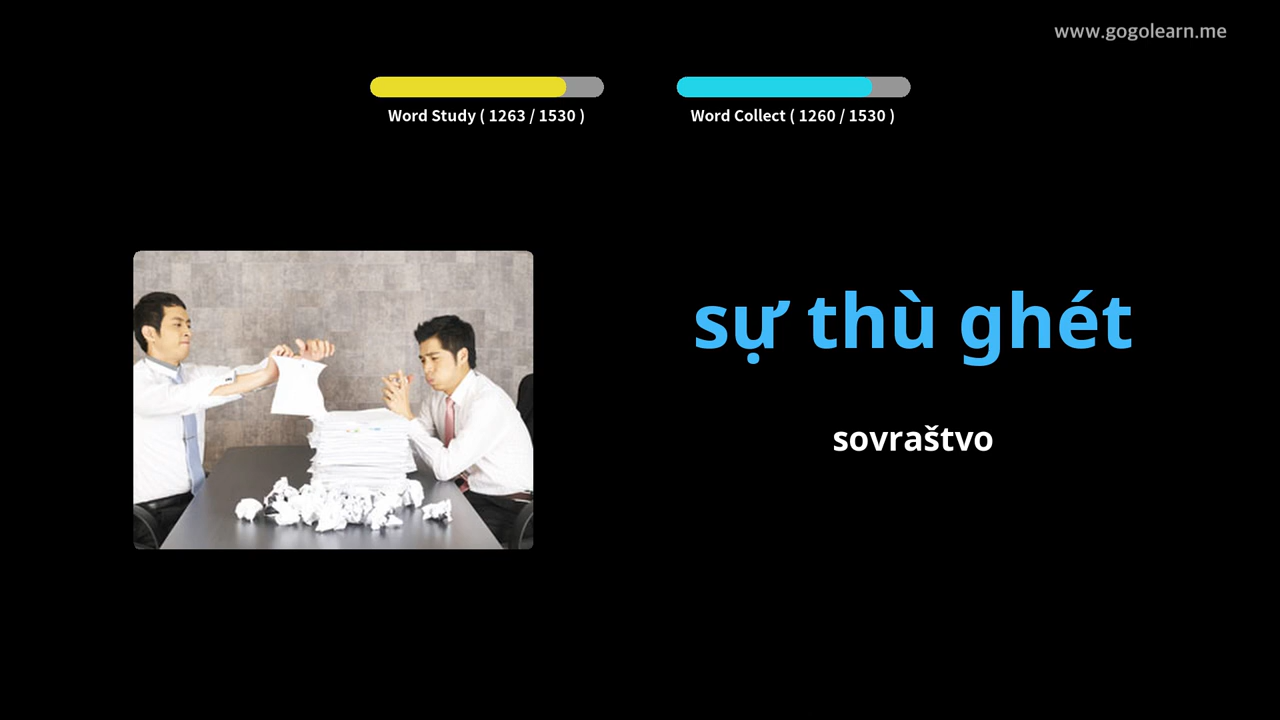 www.gogolearn.me
Word Study ( 1263 / 1530 )
Word Collect ( 1260 / 1530 )
sự thù ghét
sovraštvo